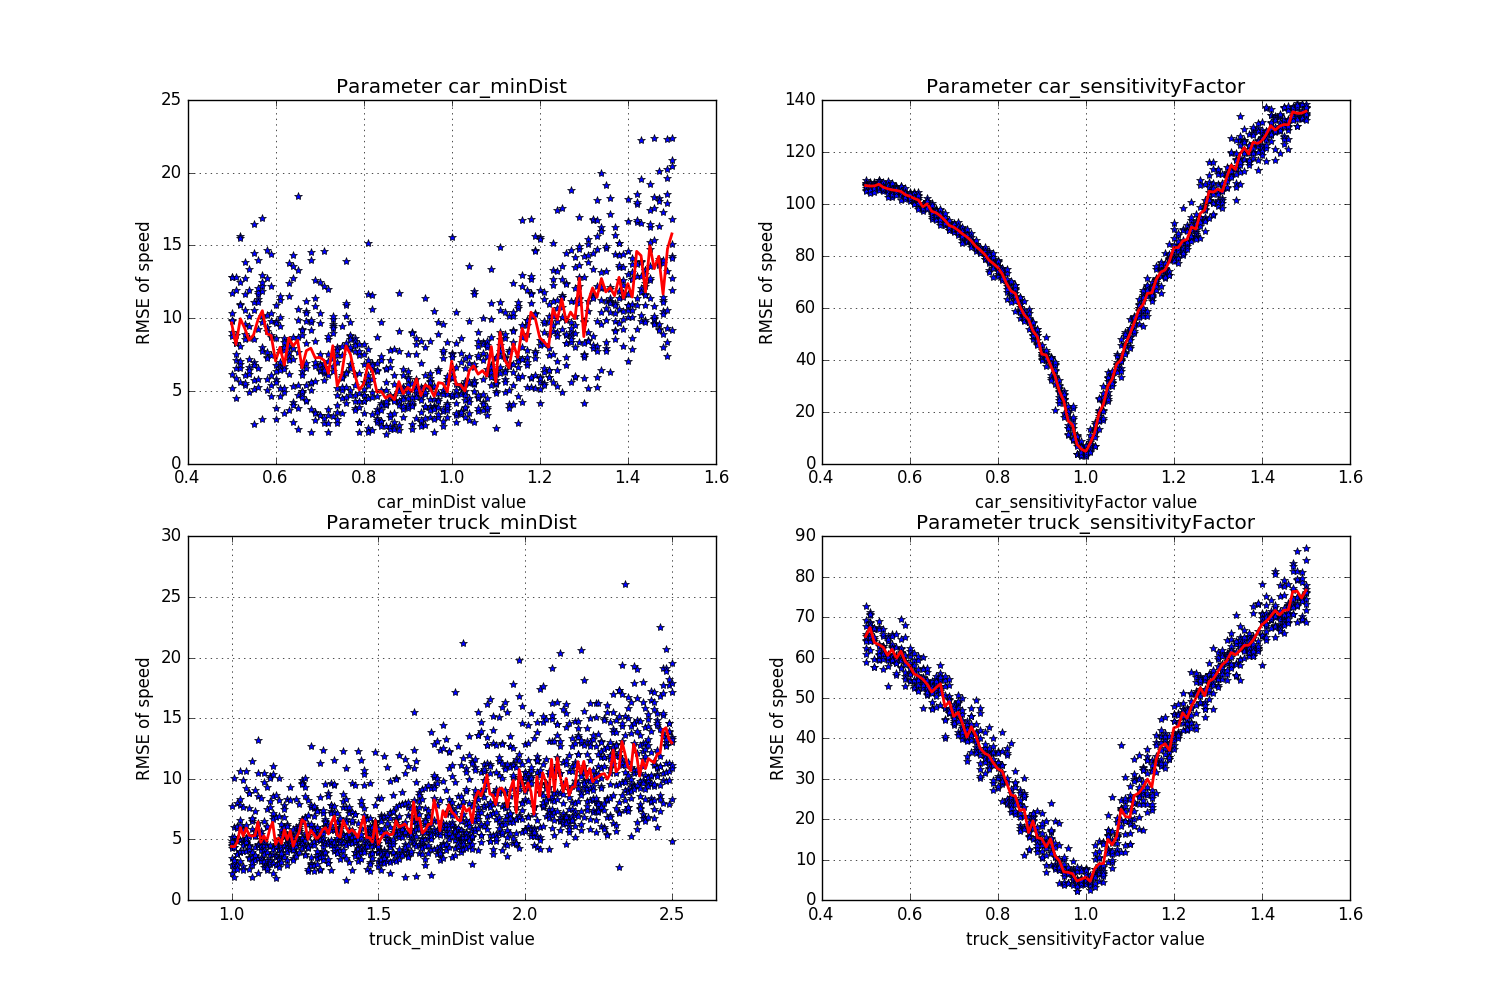 Parameter car_minDist
25
20
15
10
5
0
RMSE of speed
0.4 0.6 0.8 1.0 1.2 1.4 1.6
car_minDist value
Parameter car_sensitivityFactor
140
120
100
80
60
40
20
0
RMSE of speed
0.4 0.6 0.8 1.0 1.2 1.4 1.6
car_sensitivityFactor value
Parameter truck_minDist
30
25
20
15
10
5
0
RMSE of speed
1.0 1.5 2.0 2.5
truck_minDist value
Parameter truck_sensitivityFactor
90
80
70
60
50
40
30
20
10
0
RMSE of speed
0.4 0.6 0.8 1.0 1.2 1.4 1.6
truck_sensitivityFactor value